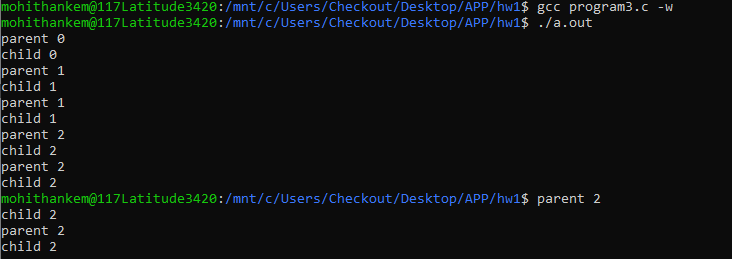 mohithankem@117Latitude3420:/mnt/c/Users/Checkout/Desktop/APP/hw1$ gcc program3.c -w
mohithankem@117Latitude3420:/mnt/c/Users/Checkout/Desktop/APP/hw1$ ./a.out
parent 0
child 0
parent 1
child 1
parent 1
child 1
parent 2
child 2
parent 2
child 2
mohithankem@117Latitude3420:/mnt/c/Users/Checkout/Desktop/APP/hw1$ parent 2
child 2
parent 2
child 2